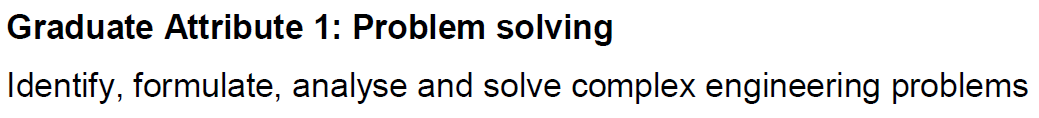 Graduate Attribute 1: Problem solving
Identify, formulate, analyse and solve complex engineering problems